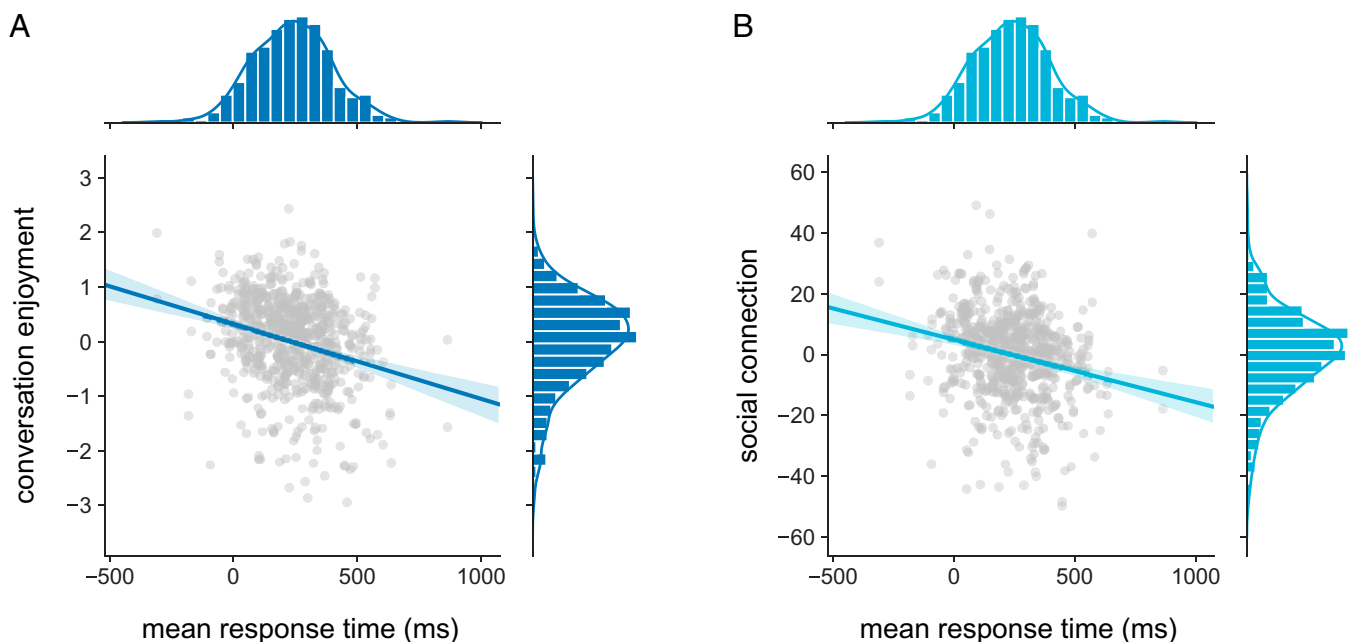 A
conversation enjoyment
3
2
1
0
−1
−2
−3
−500 0 500 1000
mean response time (ms)
B
social connection
60
40
20
0
−20
−40
−60
−500 0 500 1000
mean response time (ms)